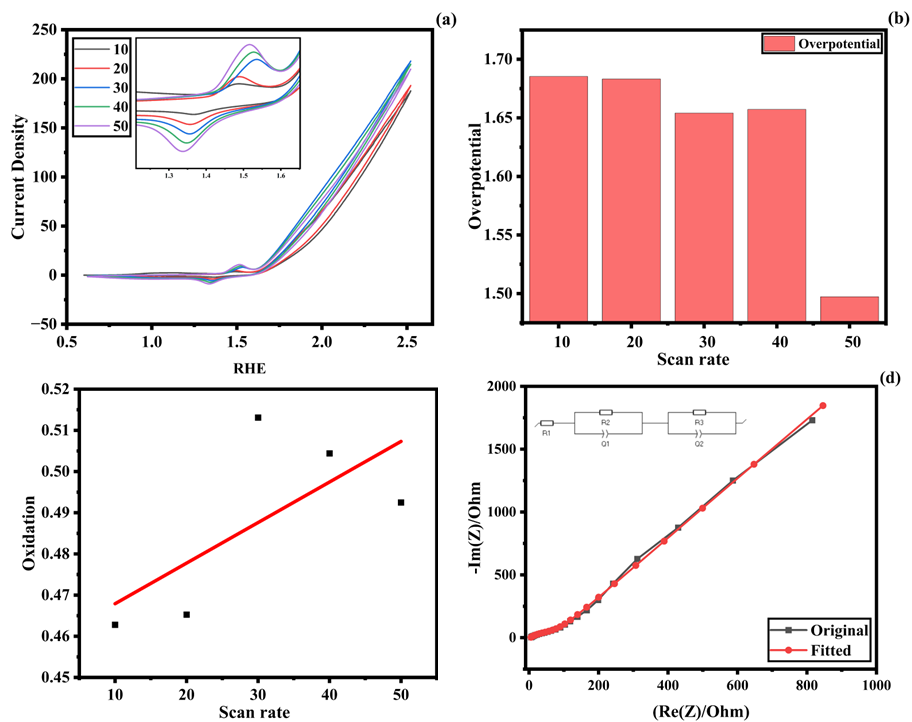 (a)
250
200
150
100
50
0
−50
Current Density
10
20
30
40
50
1.3
1.4
1.5
1.6
0.5
1.0
1.5
2.0
2.5
RHE
(b)
Overpotential
1.70
1.65
1.60
1.55
1.50
Overpotential
10
20
30
40
50
Scan rate
0.52
0.51
0.50
0.49
0.48
0.47
0.46
0.45
Oxidation
10
20
30
40
50
Scan rate
(d)
2000
1500
1000
500
0
-Im(Z)/Ohm
R1
R2
Q1
R3
Q2
Original
Fitted
0
200
400
600
800
1000
(Re(Z)/Ohm)